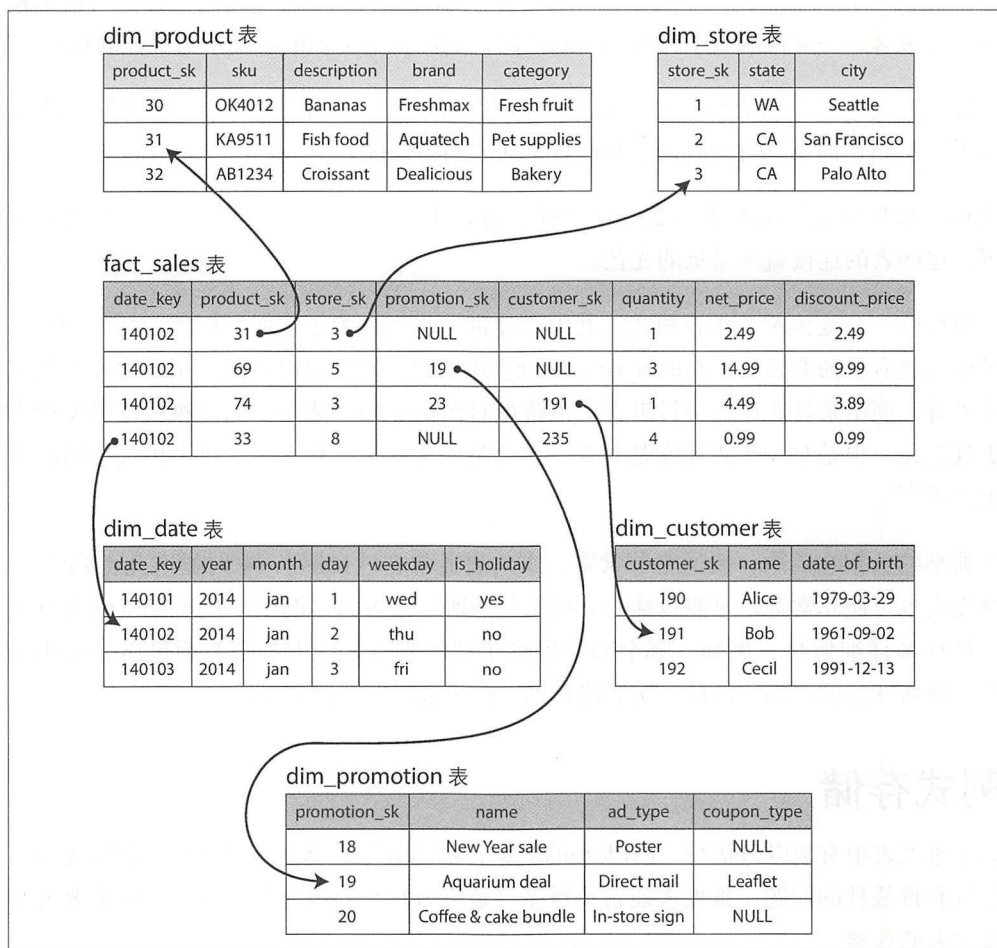 dim_product 表
product_sk sku description brand category
30 OK4012 Bananas Freshmax Fresh fruit
31 KA9511 Fish food Aquatech Pet supplies
32 AB1234 Croissant Dealicious Bakery
dim_store 表
store_sk state city
1 WA Seattle
2 CA San Francisco
3 CA Palo Alto
fact_sales 表
date_key product_sk store_sk promotion_sk customer_sk quantity net_price discount_price
140102 31 3 NULL NULL 1 2.49 2.49
140102 69 5 19 NULL 3 14.99 9.99
140102 74 3 23 191 1 4.49 3.89
140102 33 8 NULL 235 4 0.99 0.99
dim_date 表
date_key year month day weekday is_holiday
140101 2014 jan 1 wed yes
140102 2014 jan 2 thu no
140103 2014 jan 3 fri no
dim_customer 表
customer_sk name date_of_birth
190 Alice 1979-03-29
191 Bob 1961-09-02
192 Cecil 1991-12-13
dim_promotion 表
promotion_sk name ad_type coupon_type
18 New Year sale Poster NULL
19 Aquarium deal Direct mail Leaflet
20 Coffee & cake bundle In-store sign NULL